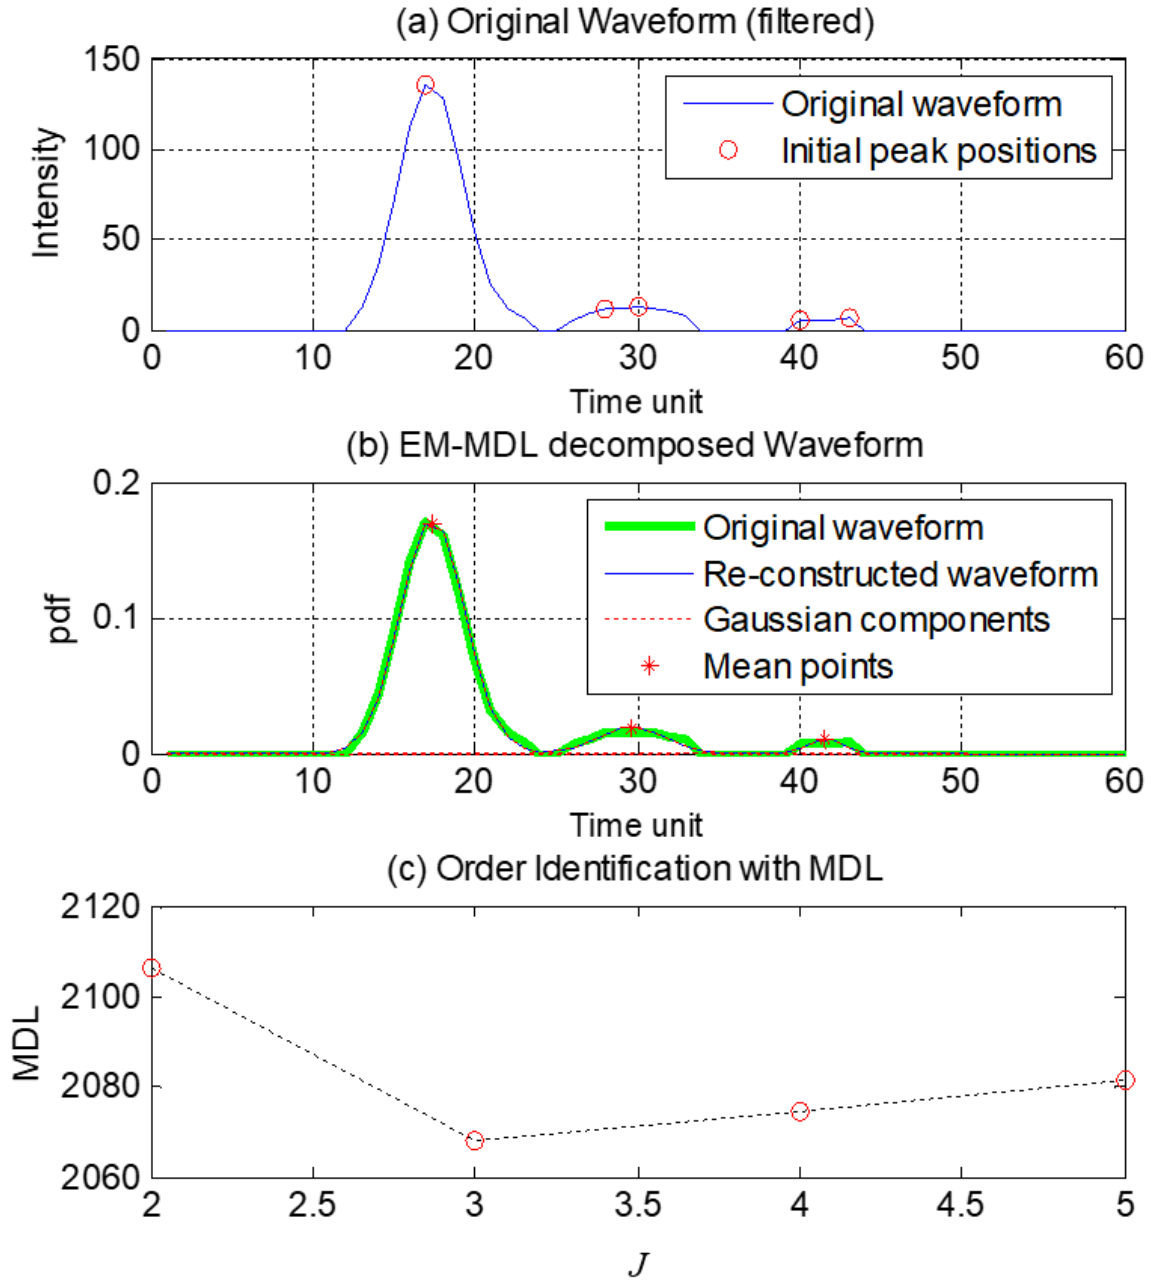 (a) Original Waveform (filtered)
150
100
50
0
Intensity
Original waveform
Initial peak positions
0 10 20 30 40 50 60
Time unit
(b) EM-MDL decomposed Waveform
0.2
0.1
0
pdf
Original waveform
Re-constructed waveform
Gaussian components
Mean points
0 10 20 30 40 50 60
Time unit
(c) Order Identification with MDL
2120
2100
2080
2060
MDL
2 2.5 3 3.5 4 4.5 5
J